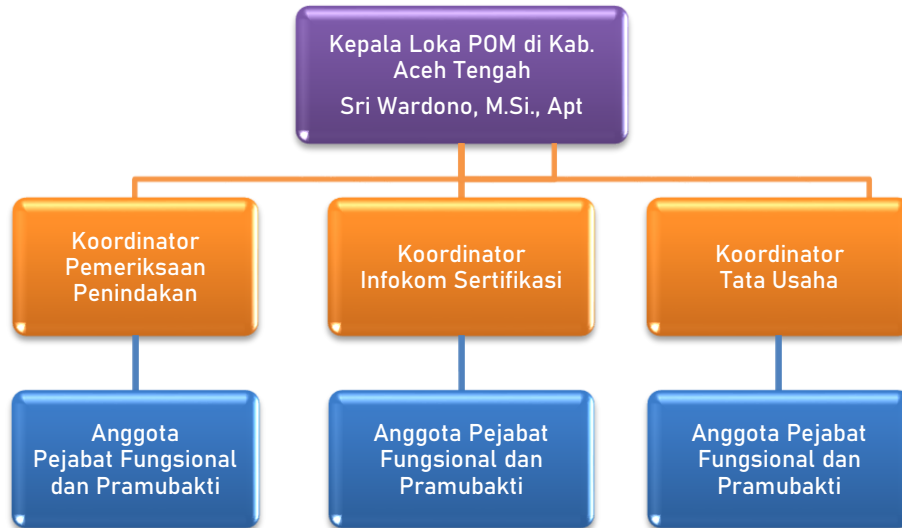 Kepala Loka POM di Kab.
Aceh Tengah
Sri Wardono, M.Si., Apt
Koordinator
Pemeriksaan
Penindakan
Koordinator
Infokom Sertifikasi
Koordinator
Tata Usaha
Anggota
Pejabat Fungsional
dan Pramubakti
Anggota Pejabat
Fungsional dan
Pramubakti
Anggota Pejabat
Fungsional dan
Pramubakti